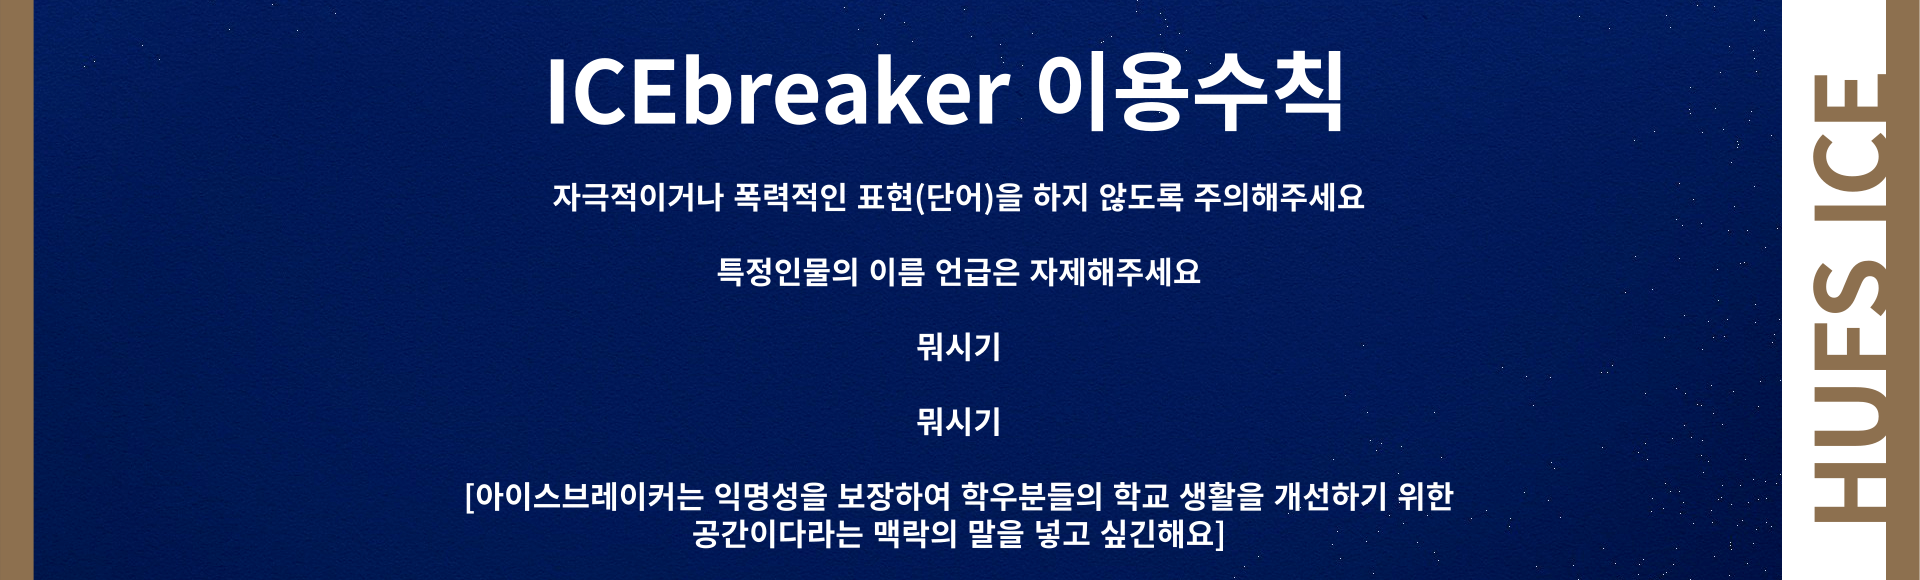 ICEbreaker 이용수칙
자극적이거나 폭력적인 표현(단어)을 하지 않도록 주의해주세요
특정인물의 이름 언급은 자제해주세요
뭐시기
뭐시기
[아이스브레이커는 익명성을 보장하여 학우분들의 학교 생활을 개선하기 위한
공간이다라는 맥락의 말을 넣고 싶긴해요]
HUFS ICE